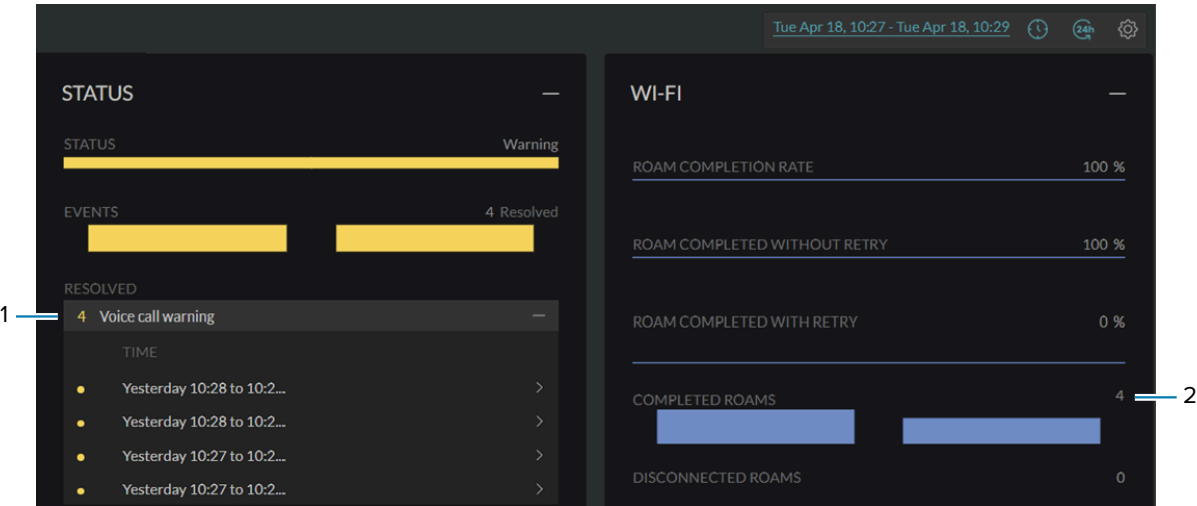 Tue Apr 18, 10:27 - Tue Apr 18, 10:29
24h
STATUS
STATUS Warning
EVENTS 4 Resolved
RESOLVED
1
4 Voice call warning
TIME
Yesterday 10:28 to 10:2...
Yesterday 10:28 to 10:2...
Yesterday 10:27 to 10:2...
Yesterday 10:27 to 10:2...
WI-FI
ROAM COMPLETION RATE 100 %
ROAM COMPLETED WITHOUT RETRY 100 %
ROAM COMPLETED WITH RETRY 0 %
COMPLETED ROAMS 4
2
DISCONNECTED ROAMS 0